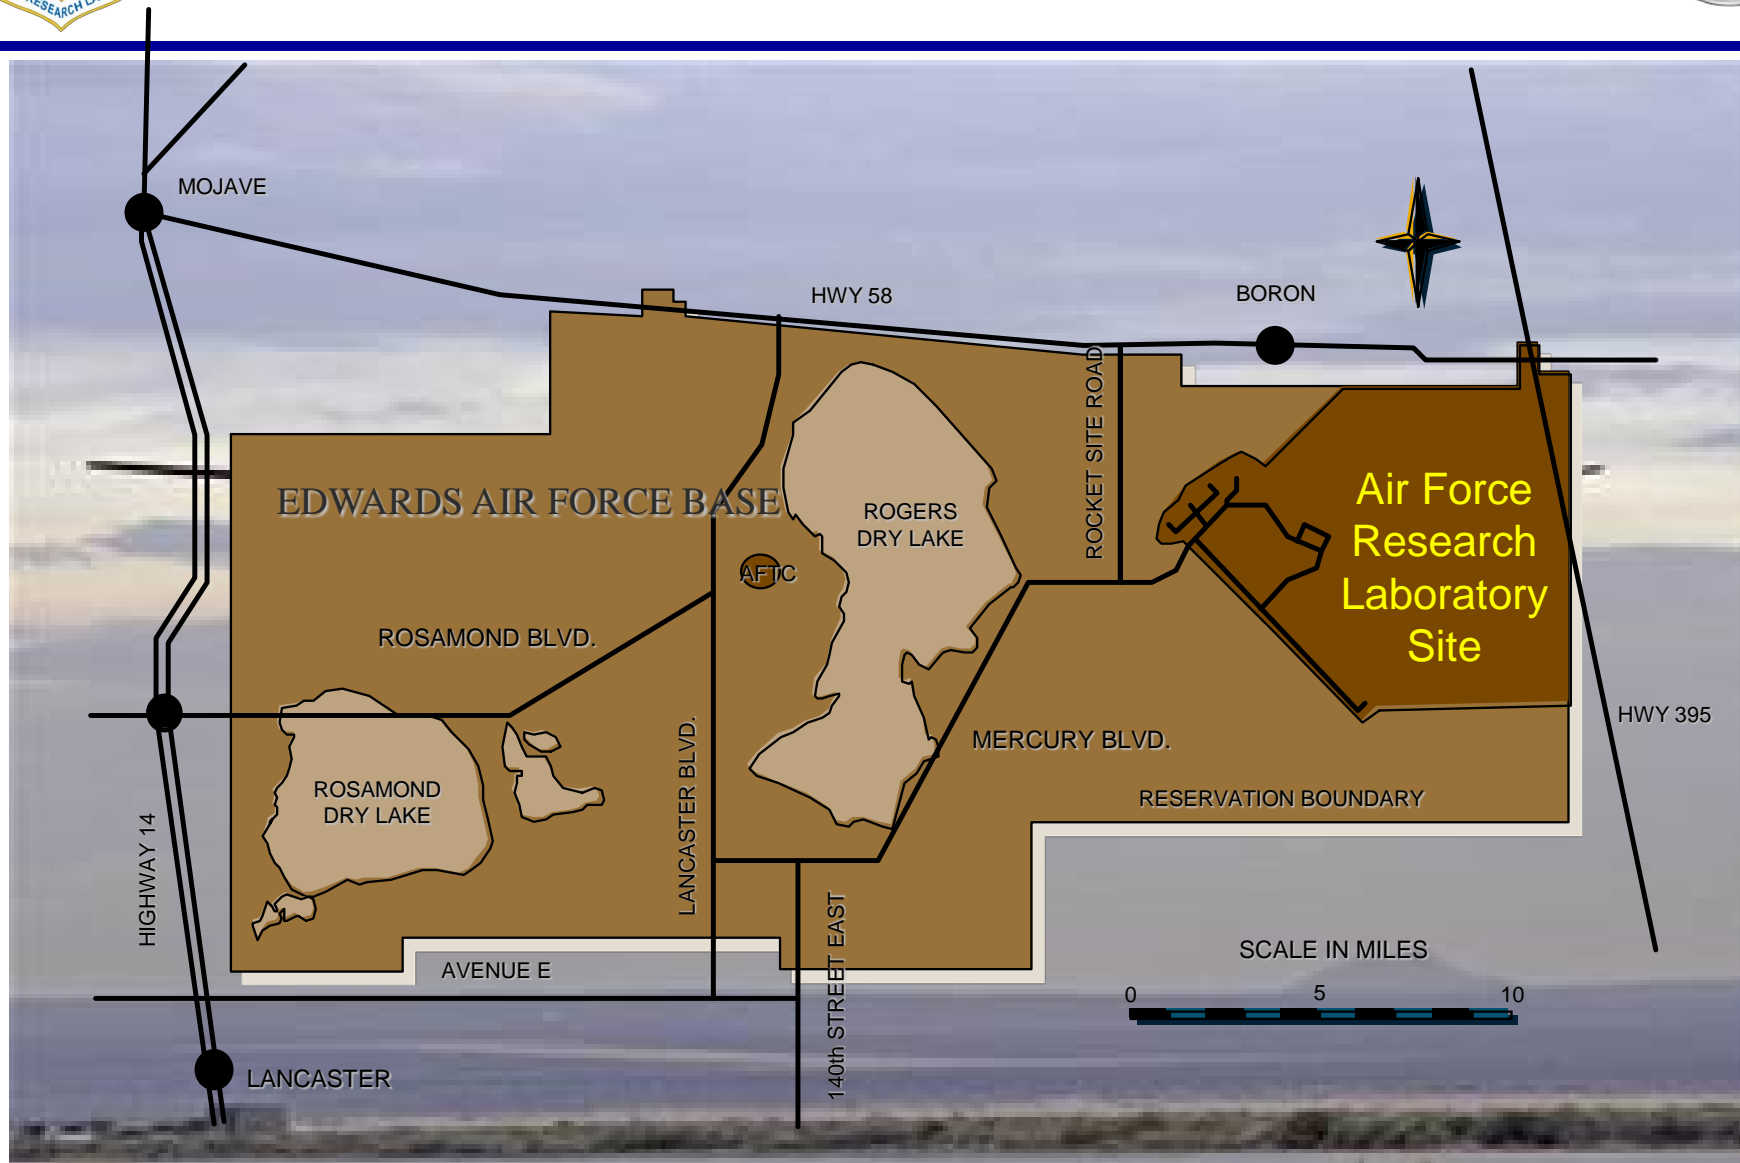 RESEARCH
MOJAVE
HWY 58
BORON
ROCKET SITE ROAD
EDWARDS AIR FORCE BASE
ROGERS
DRY LAKE
Air Force
Research
Laboratory
Site
AFTC
ROSAMOND BLVD.
HWY 395
MERCURY BLVD.
LANCASTER BLVD.
ROSAMOND
DRY LAKE
RESERVATION BOUNDARY
HIGHWAY 14
140th STREET EAST
AVENUE E
SCALE IN MILES
0 5 10
LANCASTER